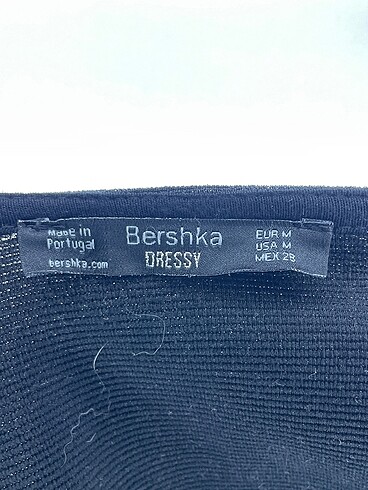 Made in
Portugal
bershka.com
Bershka
DRESSY
EUR M
USA M
MEX 28